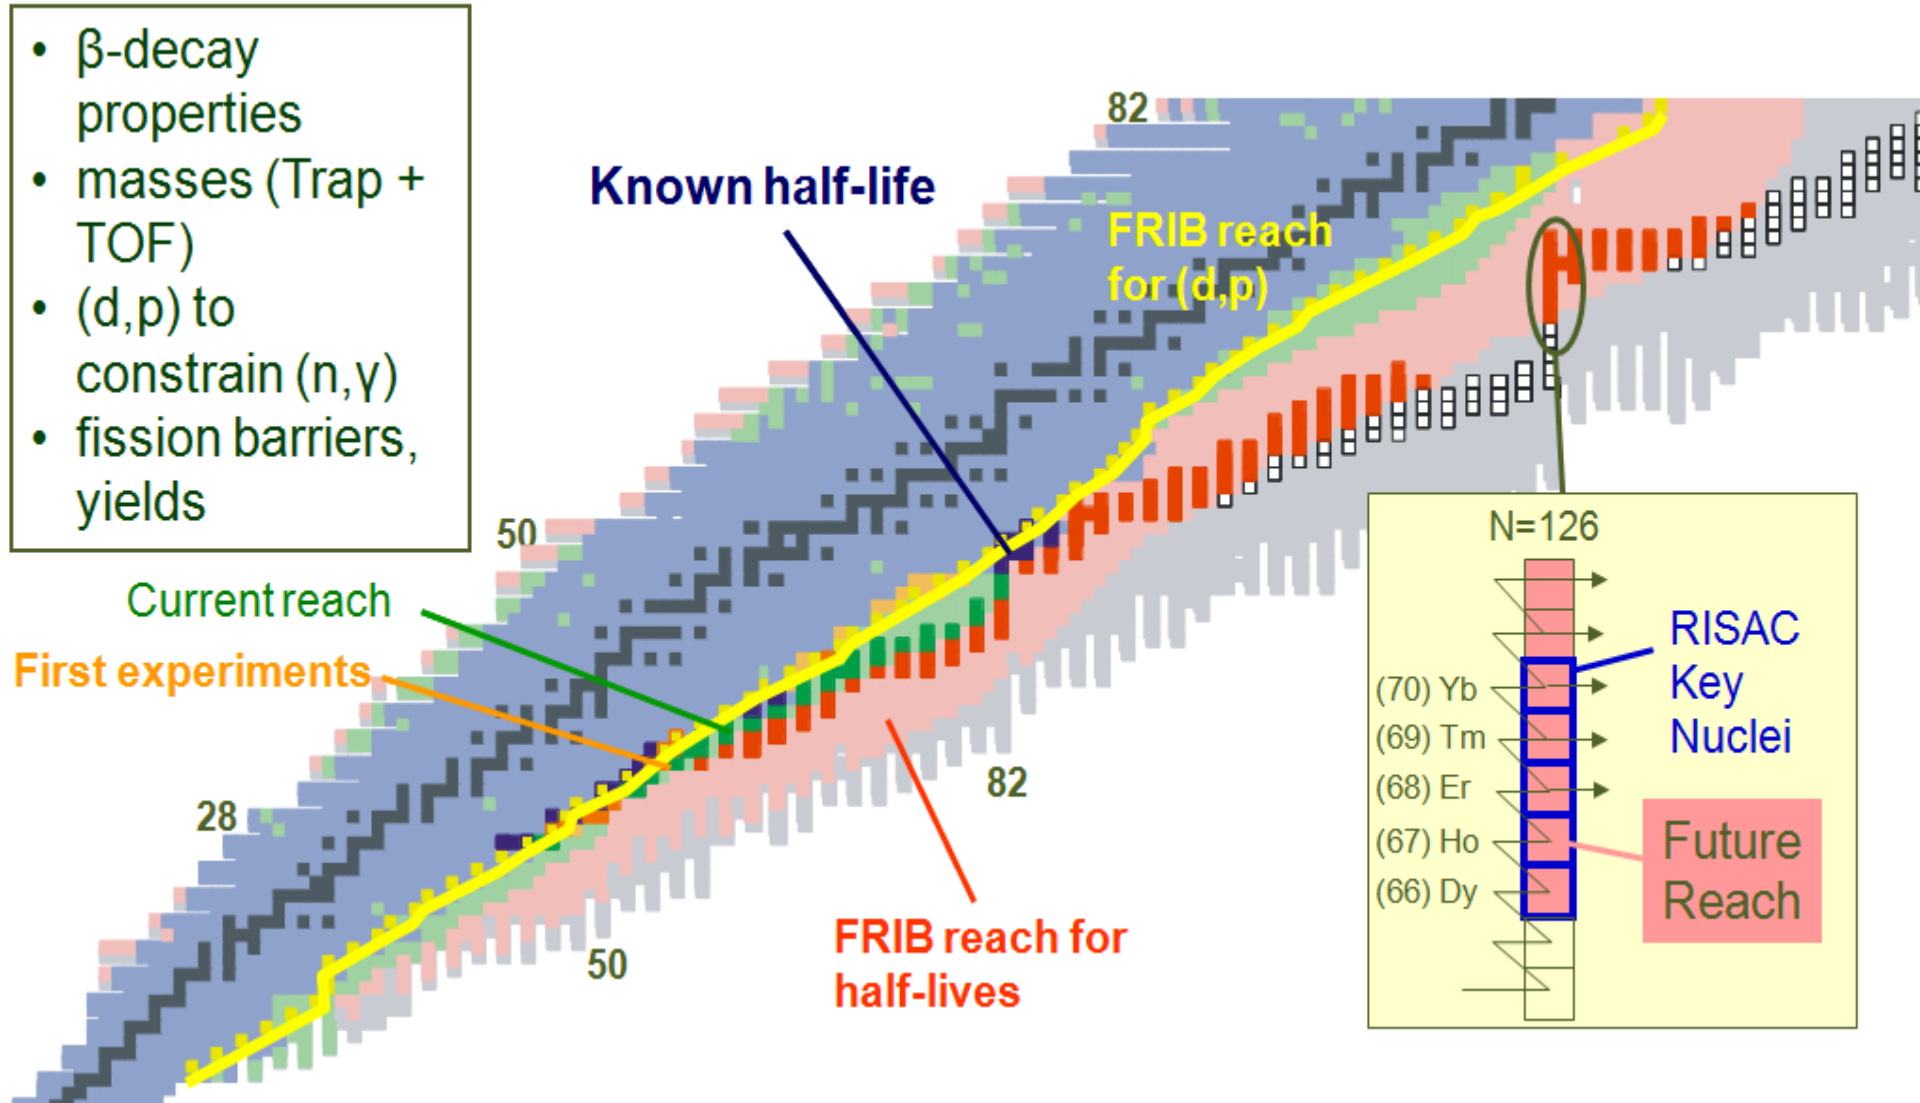 • β-decay
properties
• masses (Trap +
TOF)
• (d,p) to
constrain (n,γ)
• fission barriers,
yields
82
Known half-life
FRIB reach
for (d,p)
50
Current reach
First experiments
28
82
50
FRIB reach for
half-lives
N=126
RISAC
Key
Nuclei
(70) Yb
(69) Tm
(68) Er
(67) Ho
(66) Dy
Future
Reach